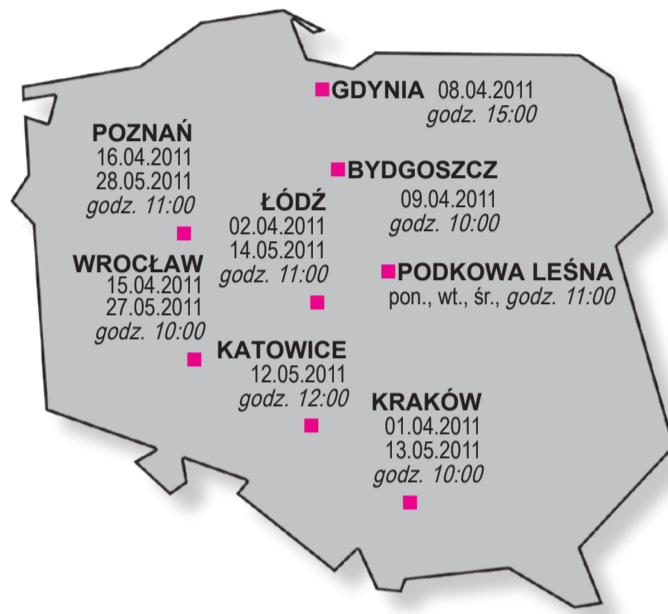 GDYNIA 08.04.2011
godz. 15:00
POZNAŃ
16.04.2011
28.05.2011
godz. 11:00
BYDGOSZCZ
09.04.2011
godz. 10:00
ŁÓDŹ
02.04.2011
14.05.2011
godz. 11:00
WROCŁAW
15.04.2011
27.05.2011
godz. 10:00
PODKOWA LEŚNA
pon., wt., śr., godz. 11:00
KATOWICE
12.05.2011
godz. 12:00
KRAKÓW
01.04.2011
13.05.2011
godz. 10:00